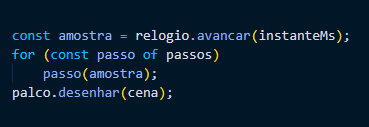 const amostra = relogio.avancar(instanteMs);
for (const passo of passos)
    passo(amostra);
palco.desenhar(cena);